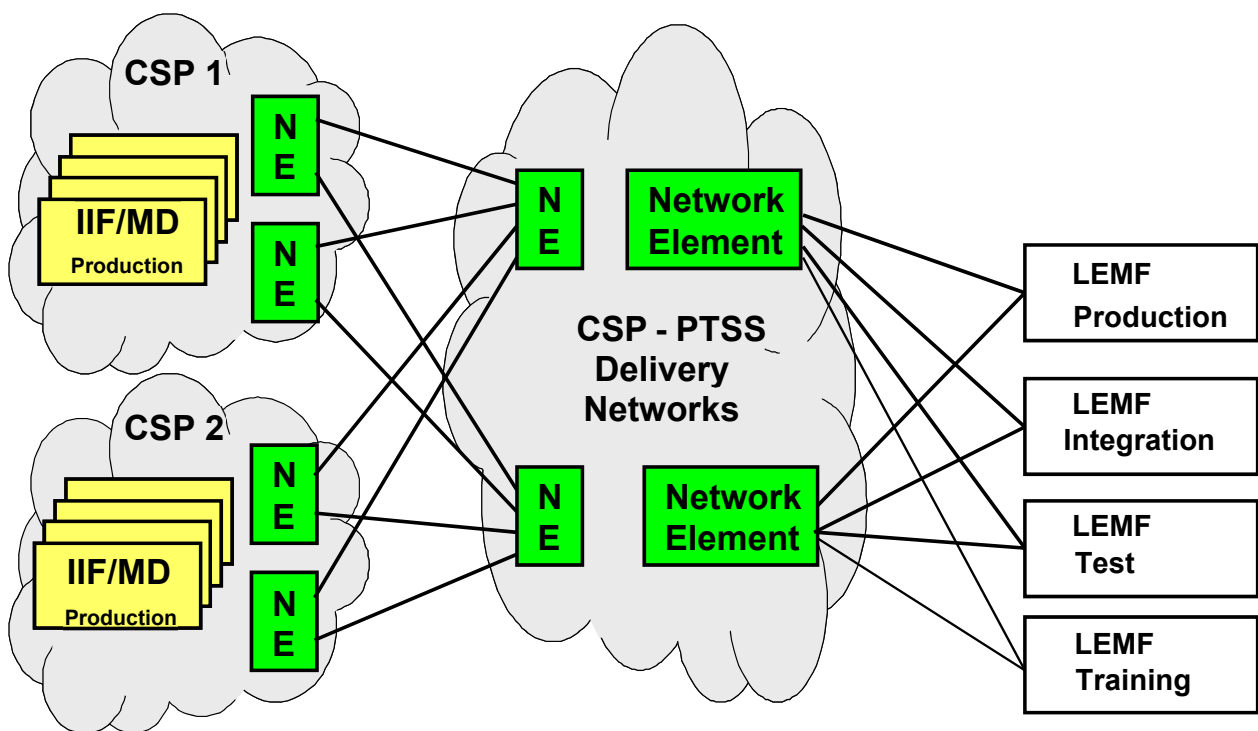 CSP 1
N
E
IIF/MD
Production
N
E
CSP 2
N
E
IIF/MD
Production
N
E
N
E
Network
Element
CSP - PTSS
Delivery
Networks
N
E
Network
Element
LEMF
Production
LEMF
Integration
LEMF
Test
LEMF
Training